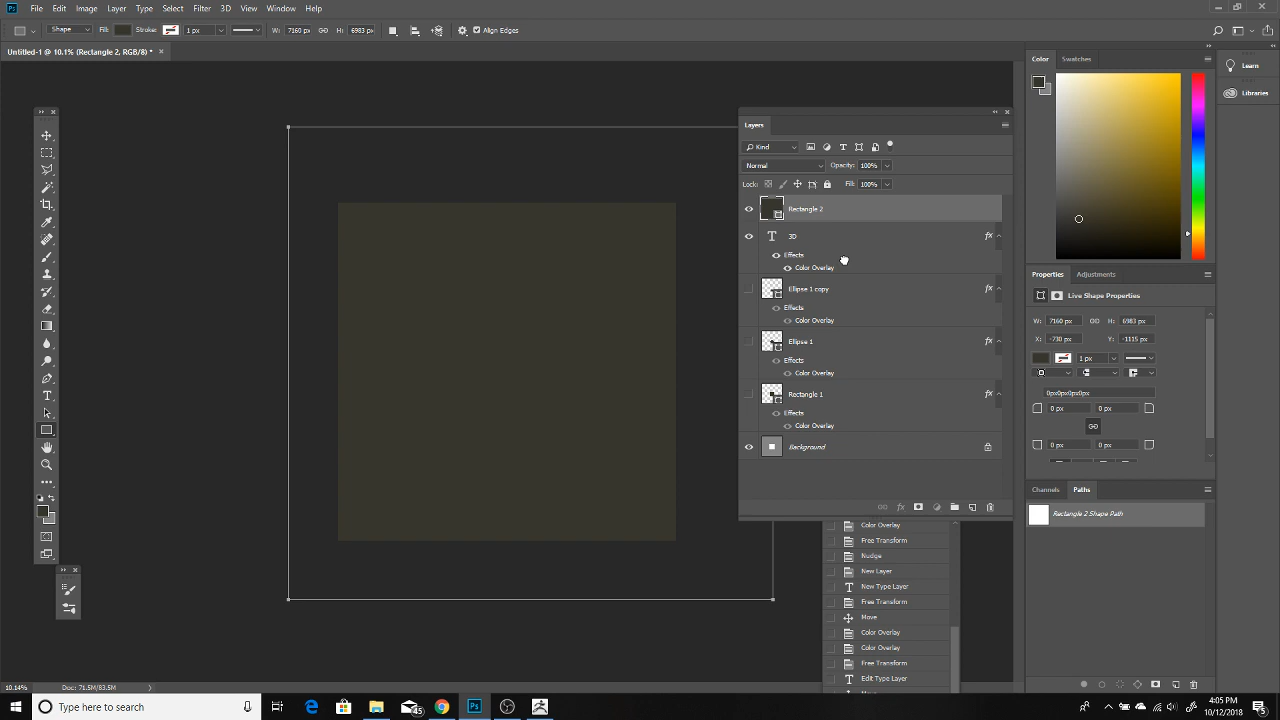 File Edit Image Layer Type Select Filter 3D View Window Help
Shape Fill: Stroke: 1 px W: 7160 px H: 6983 px Align Edges
Untitled-1 @ 10.1% (Rectangle 2, RGB/8) *
Color Swatches
Learn
Libraries
Layers
Kind
Normal Opacity: 100%
Lock: Fill: 100%
Rectangle 2
3D fx
Effects
Color Overlay
Ellipse 1 copy fx
Effects
Color Overlay
Ellipse 1 fx
Effects
Color Overlay
Rectangle 1 fx
Effects
Color Overlay
Background
fx
Color Overlay
Free Transform
Nudge
New Layer
New Type Layer
Free Transform
Move
Color Overlay
Color Overlay
Free Transform
Edit Type Layer
Properties Adjustments
Live Shape Properties
W: 7160 px H: 6983 px
X: -730 px Y: -1115 px
1 px
0px0px0px0px
0 px 0 px
0 px 0 px
Channels Paths
Rectangle 2 Shape Path
10.14% Doc: 71.5M/83.5M
Type here to search
Ps
4:05 PM
10/12/2018